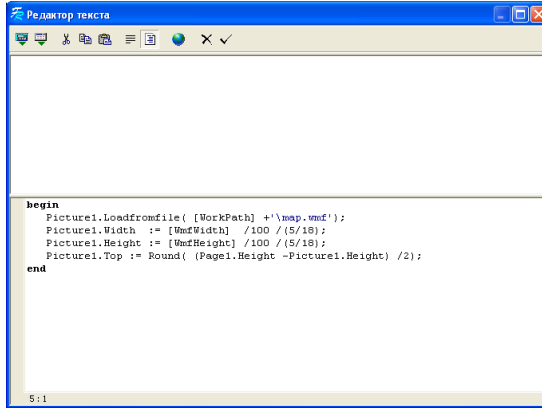 Редактор текста
begin
Picture1.Loadfromfile( [WorkPath] +'\map.wmf');
Picture1.Width := [WmfWidth] /100 /(5/18);
Picture1.Height := [WmfHeight] /100 /(5/18);
Picture1.Top := Round( (Page1.Height -Picture1.Height) /2);
end
5:1